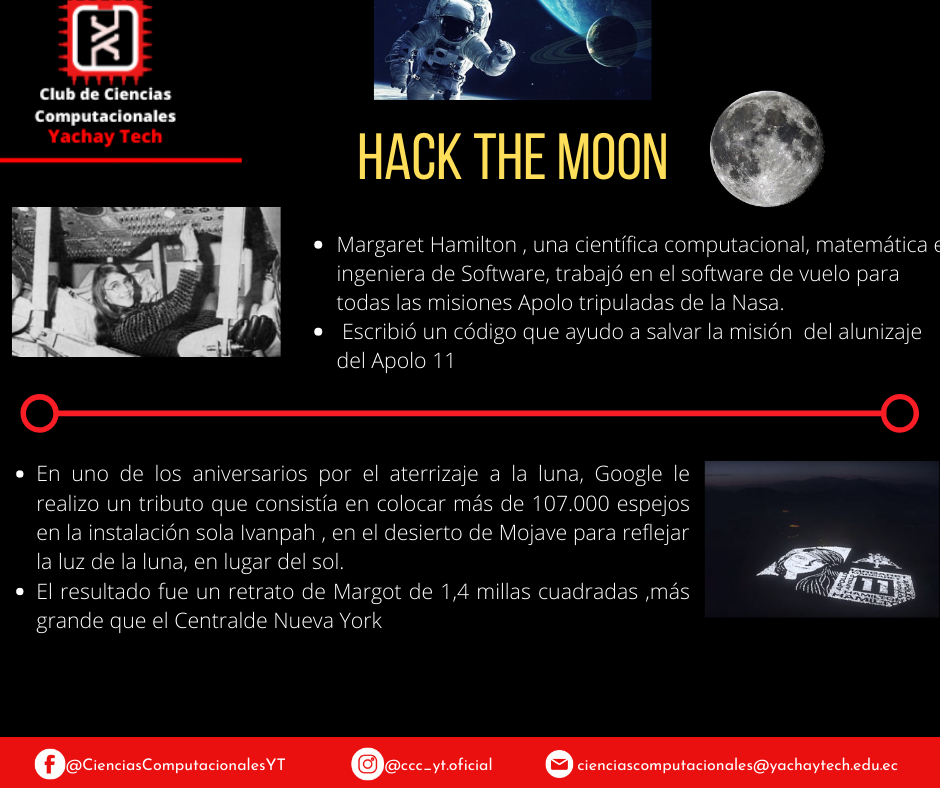 Club de Ciencias
Computacionales
Yachay Tech
HACK THE MOON
Margaret Hamilton , una científica computacional, matemática e
ingeniera de Software, trabajó en el software de vuelo para
todas las misiones Apolo tripuladas de la Nasa.
Escribió un código que ayudo a salvar la misión del alunizaje
del Apolo 11
En uno de los aniversarios por el aterrizaje a la luna, Google le
realizo un tributo que consistía en colocar más de 107.000 espejos
en la instalación sola Ivanpah , en el desierto de Mojave para reflejar
la luz de la luna, en lugar del sol.
El resultado fue un retrato de Margot de 1,4 millas cuadradas ,más
grande que el Centralde Nueva York
11
@CienciasComputacionalesYT
@ccc_yt.oficial
cienciascomputacionales@yachaytech.edu.ec